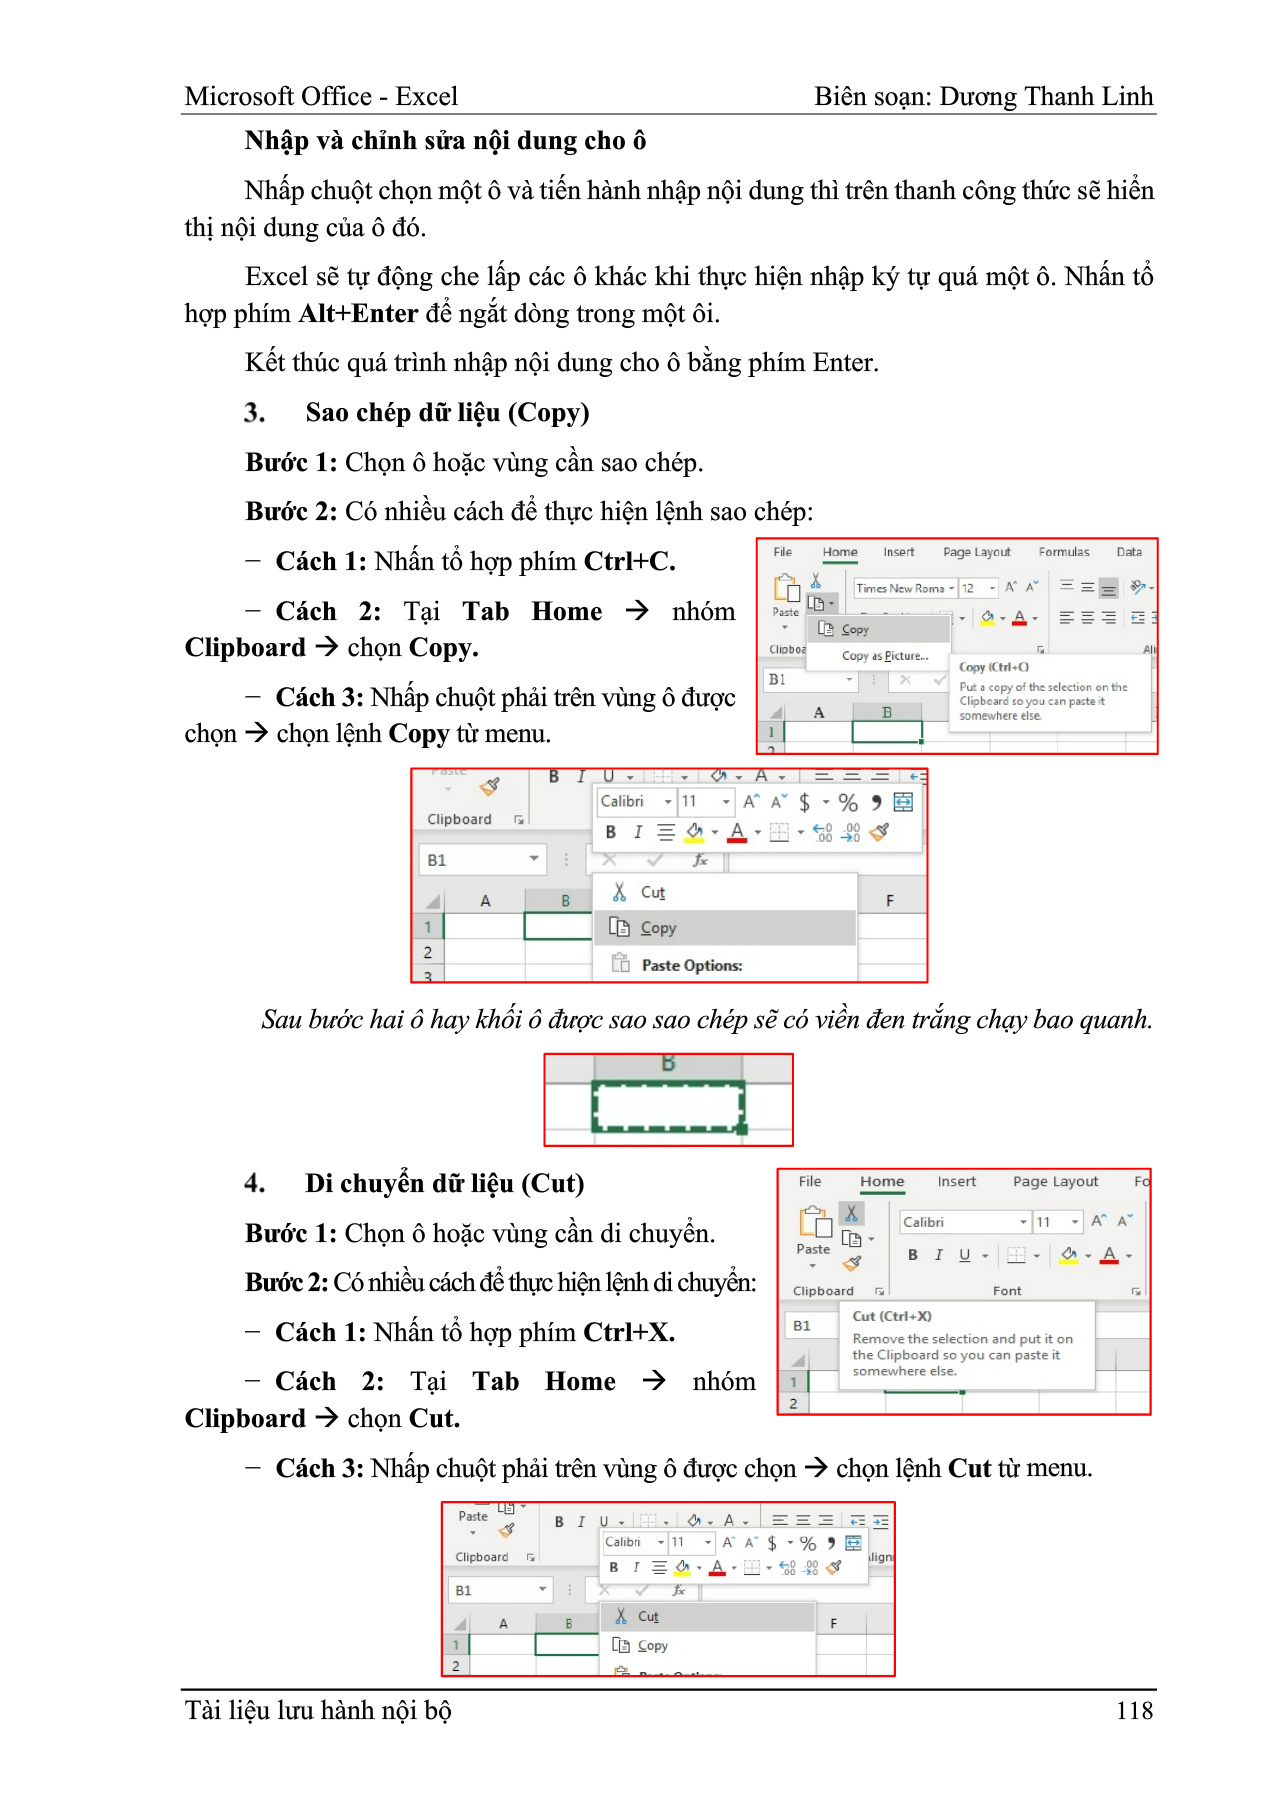 Microsoft Office - Excel Biên soạn: Dương Thanh Linh
Nhập và chỉnh sửa nội dung cho ô
Nhấp chuột chọn một ô và tiến hành nhập nội dung thì trên thanh công thức sẽ hiển
thị nội dung của ô đó.
Excel sẽ tự động che lấp các ô khác khi thực hiện nhập ký tự quá một ô. Nhấn tổ
hợp phím Alt+Enter để ngắt dòng trong một ôi.
Kết thúc quá trình nhập nội dung cho ô bằng phím Enter.
3. Sao chép dữ liệu (Copy)
Bước 1: Chọn ô hoặc vùng cần sao chép.
Bước 2: Có nhiều cách để thực hiện lệnh sao chép:
− Cách 1: Nhấn tổ hợp phím Ctrl+C.
− Cách 2: Tại Tab Home → nhóm
Clipboard → chọn Copy.
− Cách 3: Nhấp chuột phải trên vùng ô được
chọn → chọn lệnh Copy từ menu.
File Home Insert Page Layout Formulas Data
Times New Roma 12 A A
Paste
Copy
Clipboa
Copy as Picture...
B1
Copy (Ctrl+C)
Put a copy of the selection on the
Clipboard so you can paste it
somewhere else.
A B
1
2
Paste B I U A
Calibri 11 A A $ % ,
Clipboard
B I A
B1 fx
Cut
A B F
1 Copy
2
Paste Options:
3
Sau bước hai ô hay khối ô được sao sao chép sẽ có viền đen trắng chạy bao quanh.
B
4. Di chuyển dữ liệu (Cut)
Bước 1: Chọn ô hoặc vùng cần di chuyển.
Bước 2: Có nhiều cách để thực hiện lệnh di chuyển:
− Cách 1: Nhấn tổ hợp phím Ctrl+X.
− Cách 2: Tại Tab Home → nhóm
Clipboard → chọn Cut.
File Home Insert Page Layout Fo
Calibri 11 A A
Paste
B I U A
Clipboard Font
B1
Cut (Ctrl+X)
Remove the selection and put it on
the Clipboard so you can paste it
somewhere else.
1
2
− Cách 3: Nhấp chuột phải trên vùng ô được chọn → chọn lệnh Cut từ menu.
Paste
B I U A
Calibri 11 A A $ % ,
Clipboard
B I A
B1 fx
Cut
A B F
1 Copy
2
Tài liệu lưu hành nội bộ 118